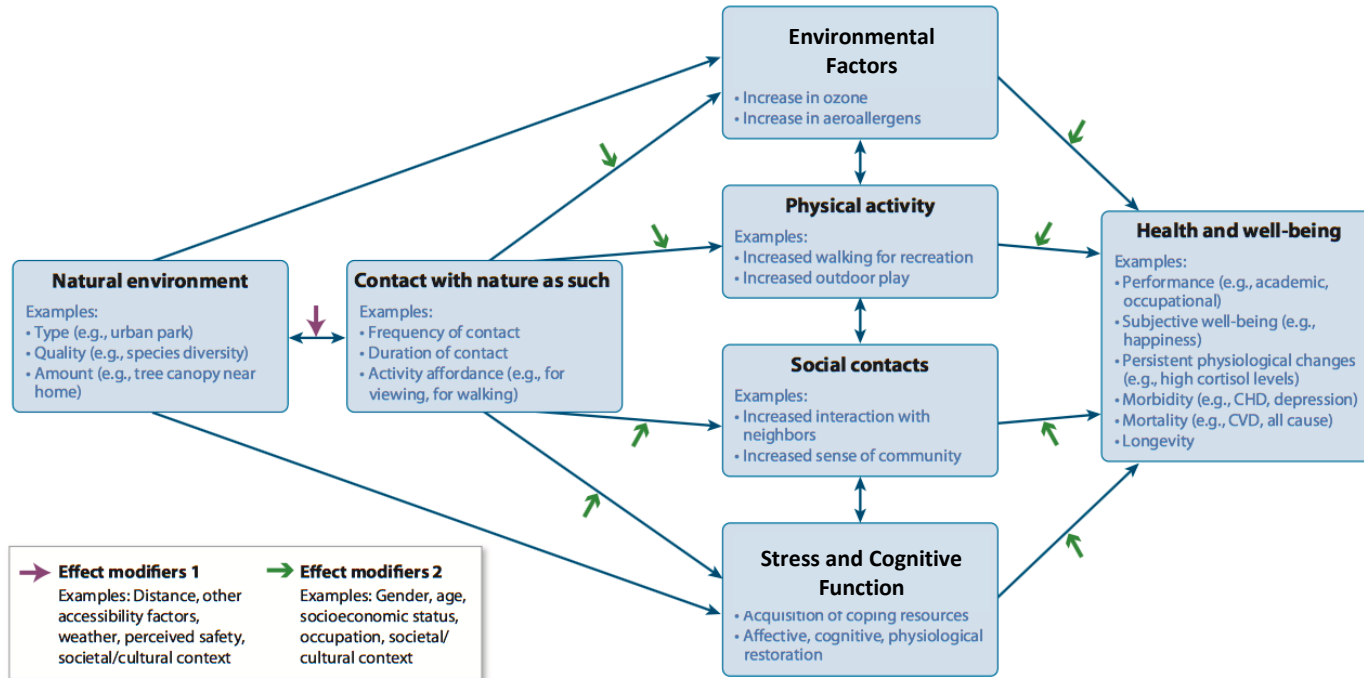 Environmental
Factors
• Increase in ozone
• Increase in aeroallergens
Physical activity
Examples:
• Increased walking for recreation
• Increased outdoor play
Natural environment
Examples:
• Type (e.g., urban park)
• Quality (e.g., species diversity)
• Amount (e.g., tree canopy near
home)
Contact with nature as such
Examples:
• Frequency of contact
• Duration of contact
• Activity affordance (e.g., for
viewing, for walking)
Social contacts
Examples:
• Increased interaction with
neighbors
• Increased sense of community
Health and well-being
Examples:
• Performance (e.g., academic,
occupational)
• Subjective well-being (e.g.,
happiness)
• Persistent physiological changes
(e.g., high cortisol levels)
• Morbidity (e.g., CHD, depression)
• Mortality (e.g., CVD, all cause)
• Longevity
Stress and Cognitive
Function
• Acquisition of coping resources
• Affective, cognitive, physiological
restoration
Effect modifiers 1
Examples: Distance, other
accessibility factors,
weather, perceived safety,
societal/cultural context
Effect modifiers 2
Examples: Gender, age,
socioeconomic status,
occupation, societal/
cultural context